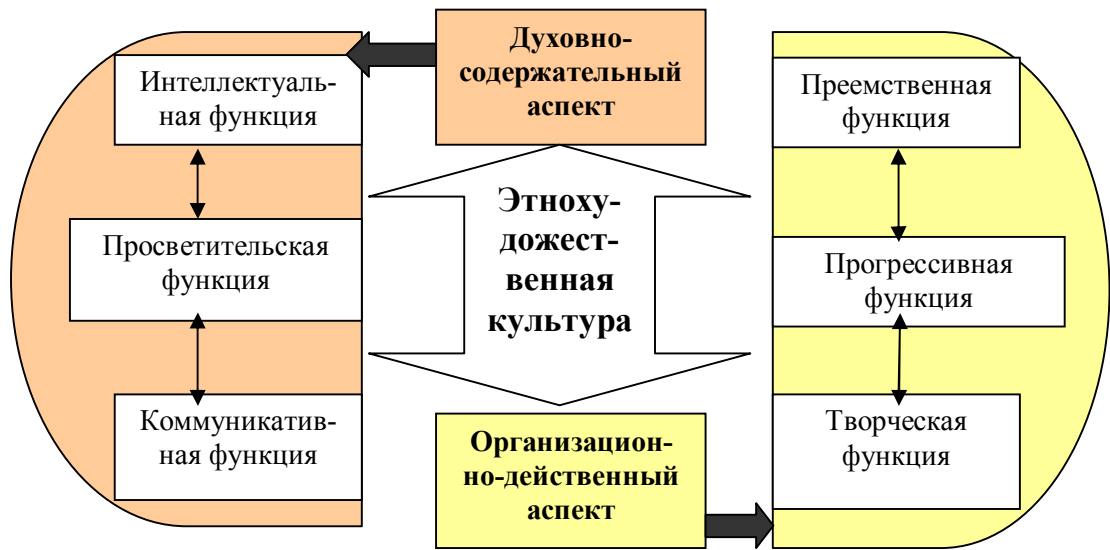 Интеллектуаль-
ная функция
Просветительская
функция
Коммуникатив-
ная функция
Духовно-
содержательный
аспект
Этноху-
дожест-
венная
культура
Организацион-
но-действенный
аспект
Преемственная
функция
Прогрессивная
функция
Творческая
функция